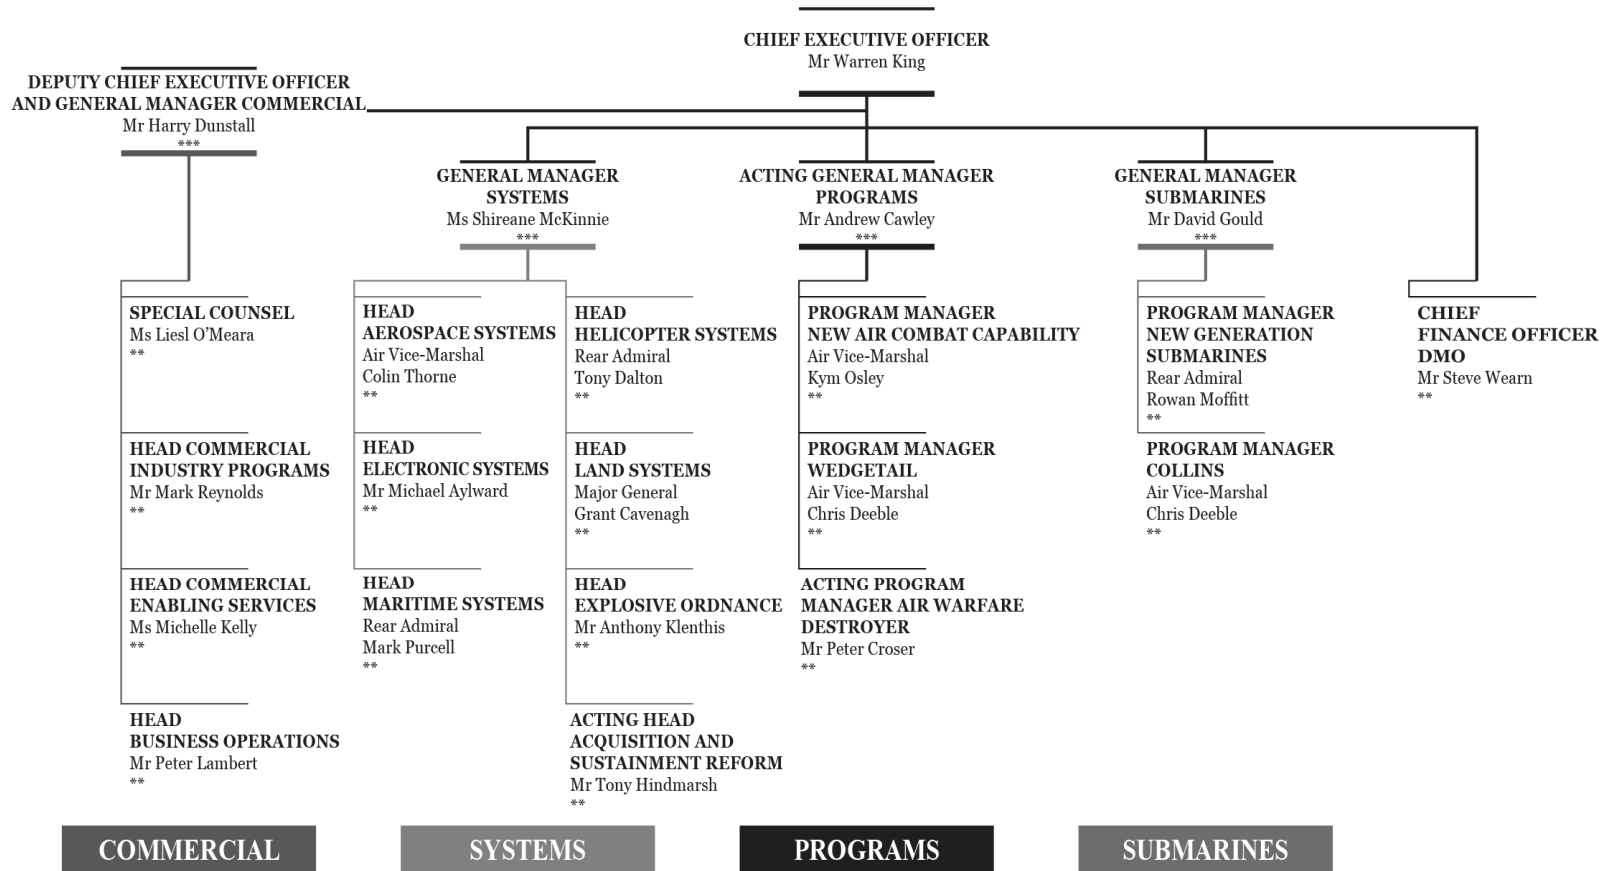 CHIEF EXECUTIVE OFFICER
Mr Warren King
DEPUTY CHIEF EXECUTIVE OFFICER
AND GENERAL MANAGER COMMERCIAL
Mr Harry Dunstall
***
GENERAL MANAGER
SYSTEMS
Ms Shireane McKinnie
***
ACTING GENERAL MANAGER
PROGRAMS
Mr Andrew Cawley
***
GENERAL MANAGER
SUBMARINES
Mr David Gould
***
SPECIAL COUNSEL
Ms Liesl O’Meara
**
HEAD COMMERCIAL
INDUSTRY PROGRAMS
Mr Mark Reynolds
**
HEAD COMMERCIAL
ENABLING SERVICES
Ms Michelle Kelly
**
HEAD
BUSINESS OPERATIONS
Mr Peter Lambert
**
HEAD
AEROSPACE SYSTEMS
Air Vice-Marshal
Colin Thorne
**
HEAD
ELECTRONIC SYSTEMS
Mr Michael Aylward
**
HEAD
MARITIME SYSTEMS
Rear Admiral
Mark Purcell
**
HEAD
HELICOPTER SYSTEMS
Rear Admiral
Tony Dalton
**
HEAD
LAND SYSTEMS
Major General
Grant Cavenagh
**
HEAD
EXPLOSIVE ORDNANCE
Mr Anthony Klenthis
**
ACTING HEAD
ACQUISITION AND
SUSTAINMENT REFORM
Mr Tony Hindmarsh
**
PROGRAM MANAGER
NEW AIR COMBAT CAPABILITY
Air Vice-Marshal
Kym Osley
**
PROGRAM MANAGER
WEDGETAIL
Air Vice-Marshal
Chris Deeble
**
ACTING PROGRAM
MANAGER AIR WARFARE
DESTROYER
Mr Peter Croser
**
PROGRAM MANAGER
NEW GENERATION
SUBMARINES
Rear Admiral
Rowan Moffitt
**
PROGRAM MANAGER
COLLINS
Air Vice-Marshal
Chris Deeble
**
CHIEF
FINANCE OFFICER
DMO
Mr Steve Wearn
**
COMMERCIAL
SYSTEMS
PROGRAMS
SUBMARINES